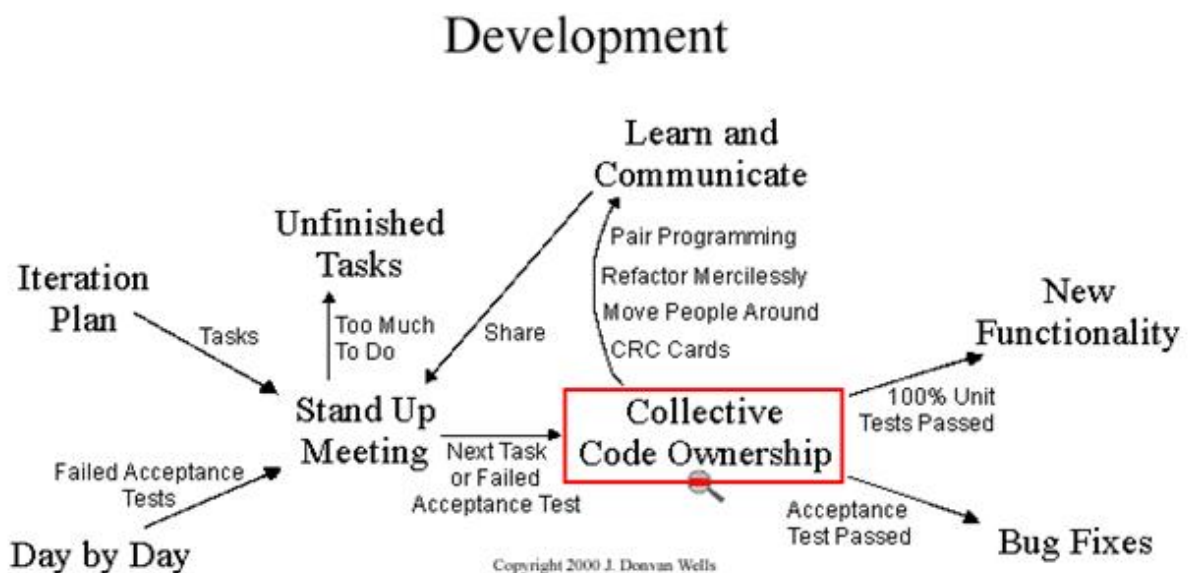 Development
Learn and
Communicate
Unfinished
Tasks
Iteration
Plan
Tasks
Too Much
To Do
Share
Pair Programming
Refactor Mercilessly
Move People Around
CRC Cards
New
Functionality
100% Unit
Tests Passed
Stand Up
Meeting
Next Task
or Failed
Acceptance Test
Collective
Code Ownership
Failed Acceptance
Tests
Day by Day
Acceptance
Test Passed
Bug Fixes
Copyright 2000 J. Donvan Wells